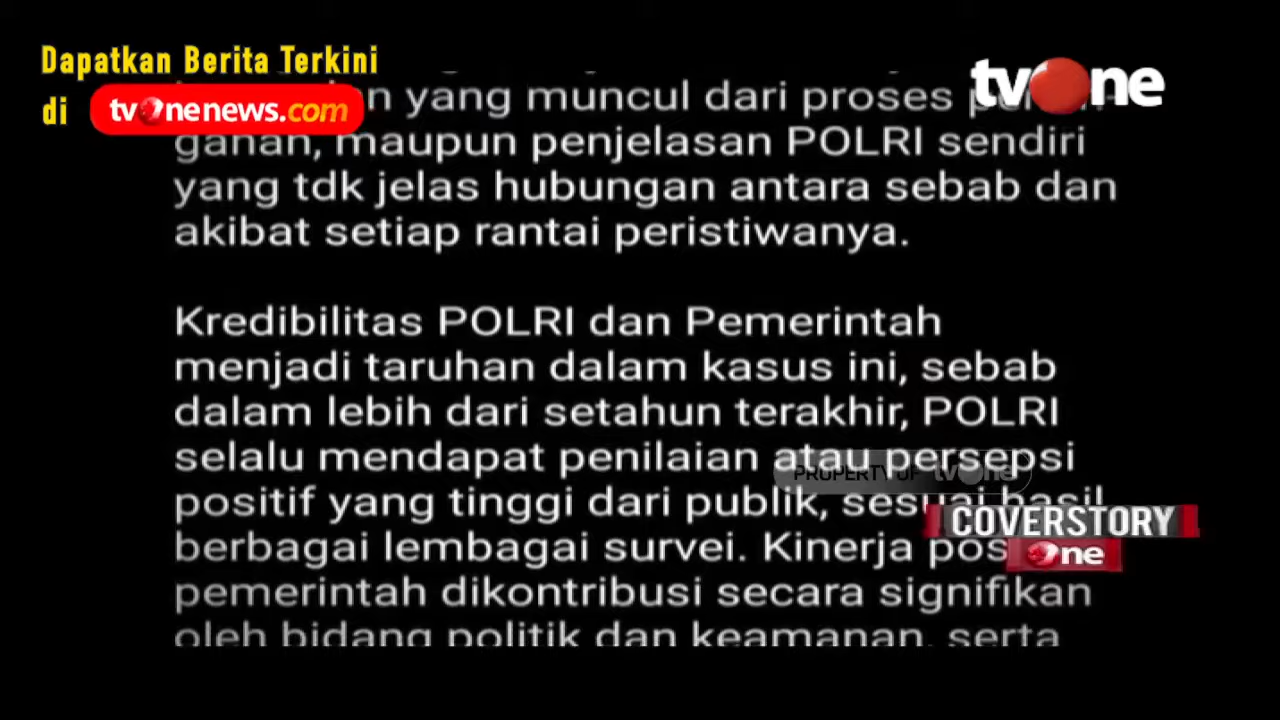 Dapatkan Berita Terkini
di tvonenews.com
tvone
yang muncul dari proses
ganan, maupun penjelasan POLRI sendiri
yang tdk jelas hubungan antara sebab dan
akibat setiap rantai peristiwanya.
Kredibilitas POLRI dan Pemerintah
menjadi taruhan dalam kasus ini, sebab
dalam lebih dari setahun terakhir, POLRI
selalu mendapat penilaian atau persepsi
positif yang tinggi dari publik, sesuai hasil
berbagai lembagai survei. Kinerja
pemerintah dikontribusi secara signifikan
oleh bidang politik dan keamanan, serta
PROPERTY OF tvone
COVERSTORY
one